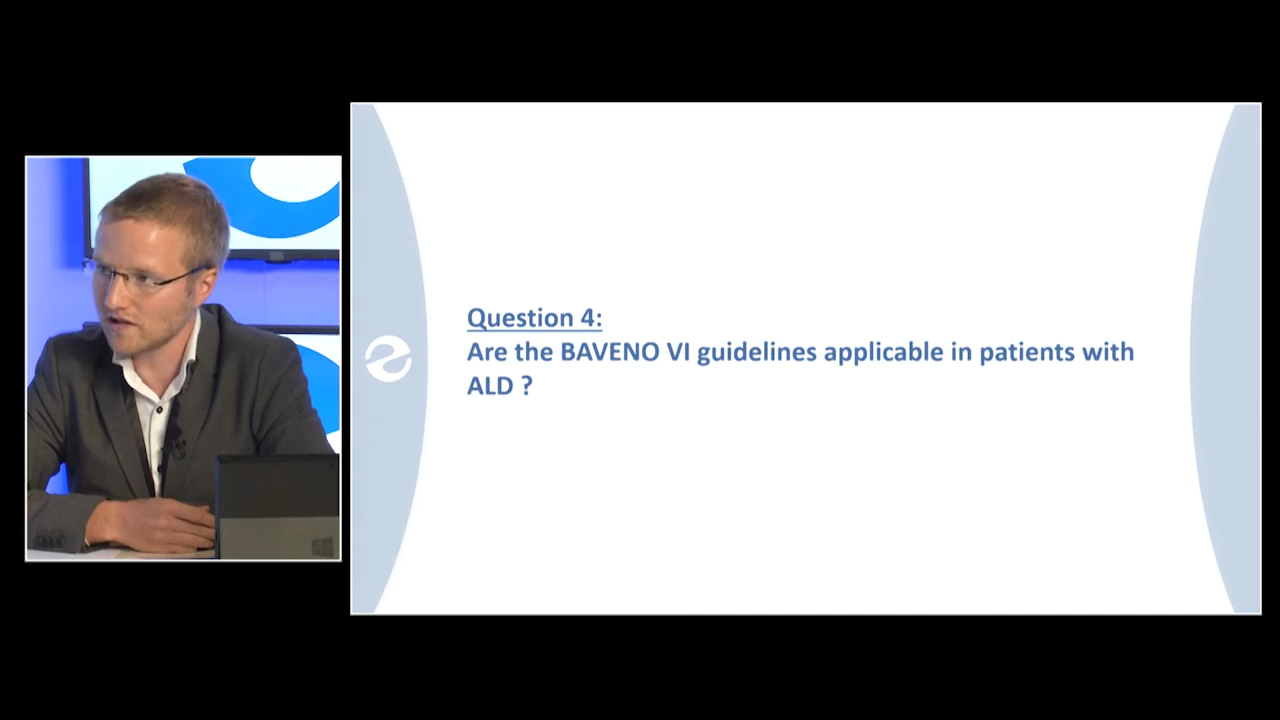 Question 4:
Are the BAVENO VI guidelines applicable in patients with
ALD ?